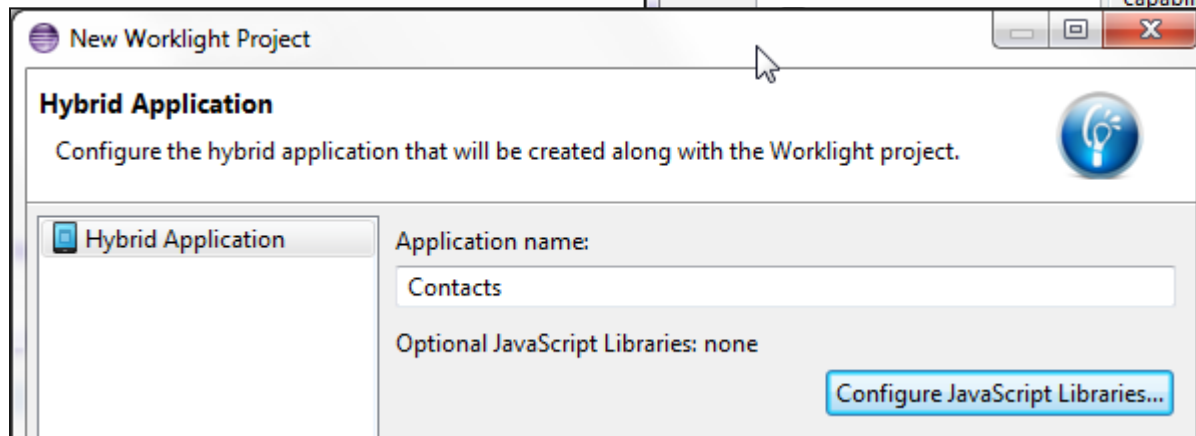 New Worklight Project
Hybrid Application
Configure the hybrid application that will be created along with the Worklight project.
Hybrid Application
Application name:
Contacts
Optional JavaScript Libraries: none
Configure JavaScript Libraries...